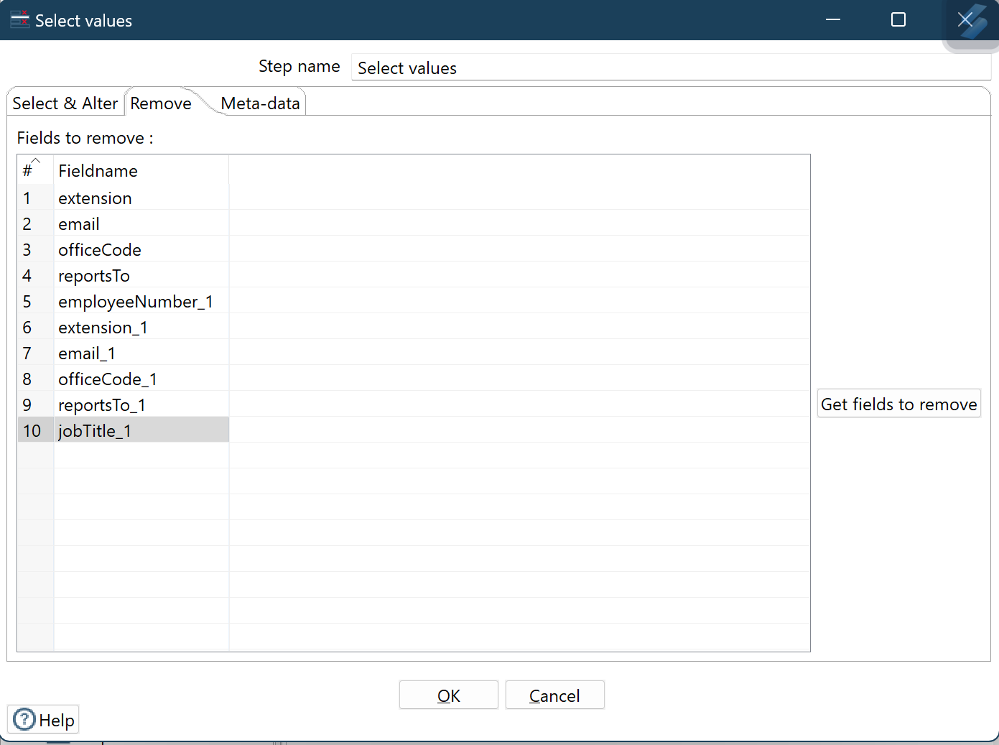 Select values
Step name Select values
Select & Alter Remove Meta-data
Fields to remove :
# Fieldname
1 extension
2 email
3 officeCode
4 reportsTo
5 employeeNumber_1
6 extension_1
7 email_1
8 officeCode_1
9 reportsTo_1
10 jobTitle_1
Get fields to remove
OK Cancel
? Help